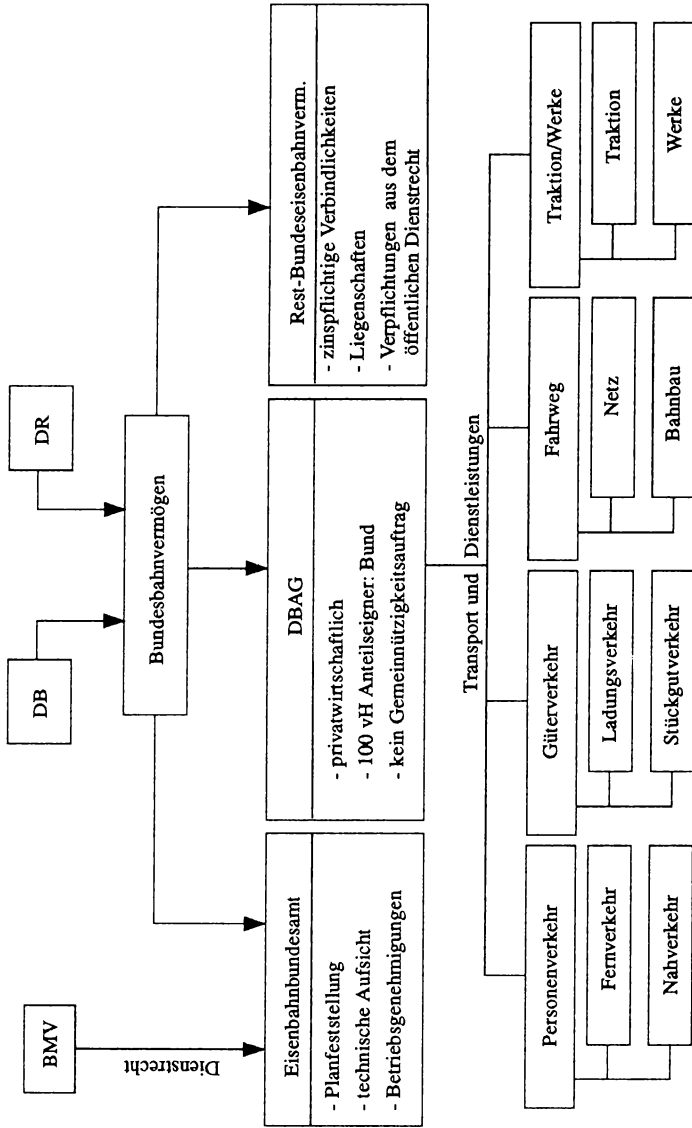 BMV
DB
DR
Dienstrecht
Bundesbahnvermögen
Eisenbahnbundesamt
- Planfeststellung
- technische Aufsicht
- Betriebsgenehmigungen
DBAG
- privatwirtschaftlich
- 100 vH Anteilseigner: Bund
- kein Gemeinnützigkeitsauftrag
Rest-Bundeseisenbahnverm.
- zinspflichtige Verbindlichkeiten
- Liegenschaften
- Verpflichtungen aus dem
öffentlichen Dienstrecht
Transport und Dienstleistungen
Personenverkehr
Fernverkehr
Nahverkehr
Güterverkehr
Ladungsverkehr
Stückgutverkehr
Fahrweg
Netz
Bahnbau
Traktion/Werke
Traktion
Werke